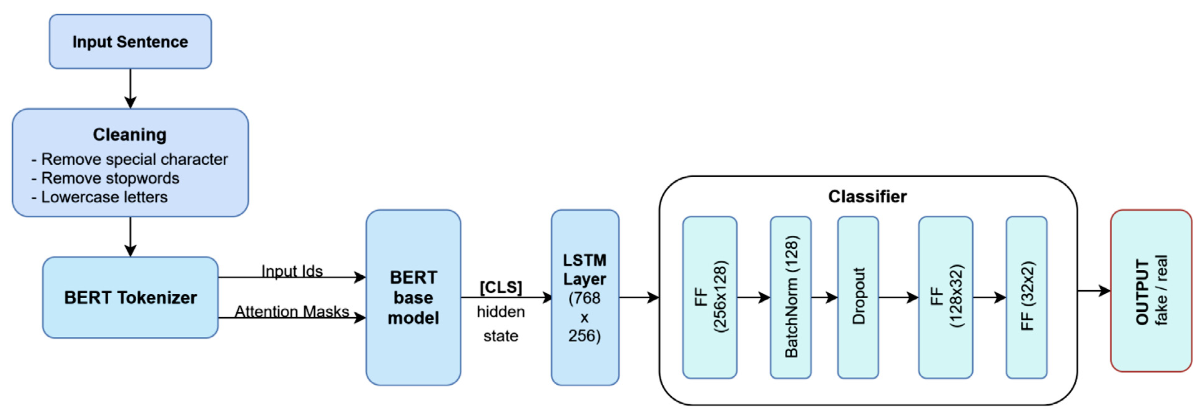 Input Sentence
Cleaning
- Remove special character
- Remove stopwords
- Lowercase letters
BERT Tokenizer
Input Ids
Attention Masks
BERT
base
model
[CLS]
hidden
state
LSTM
Layer
(768
x
256)
Classifier
FF
(256x128)
BatchNorm (128)
Dropout
FF
(128x32)
FF (32x2)
OUTPUT
fake / real